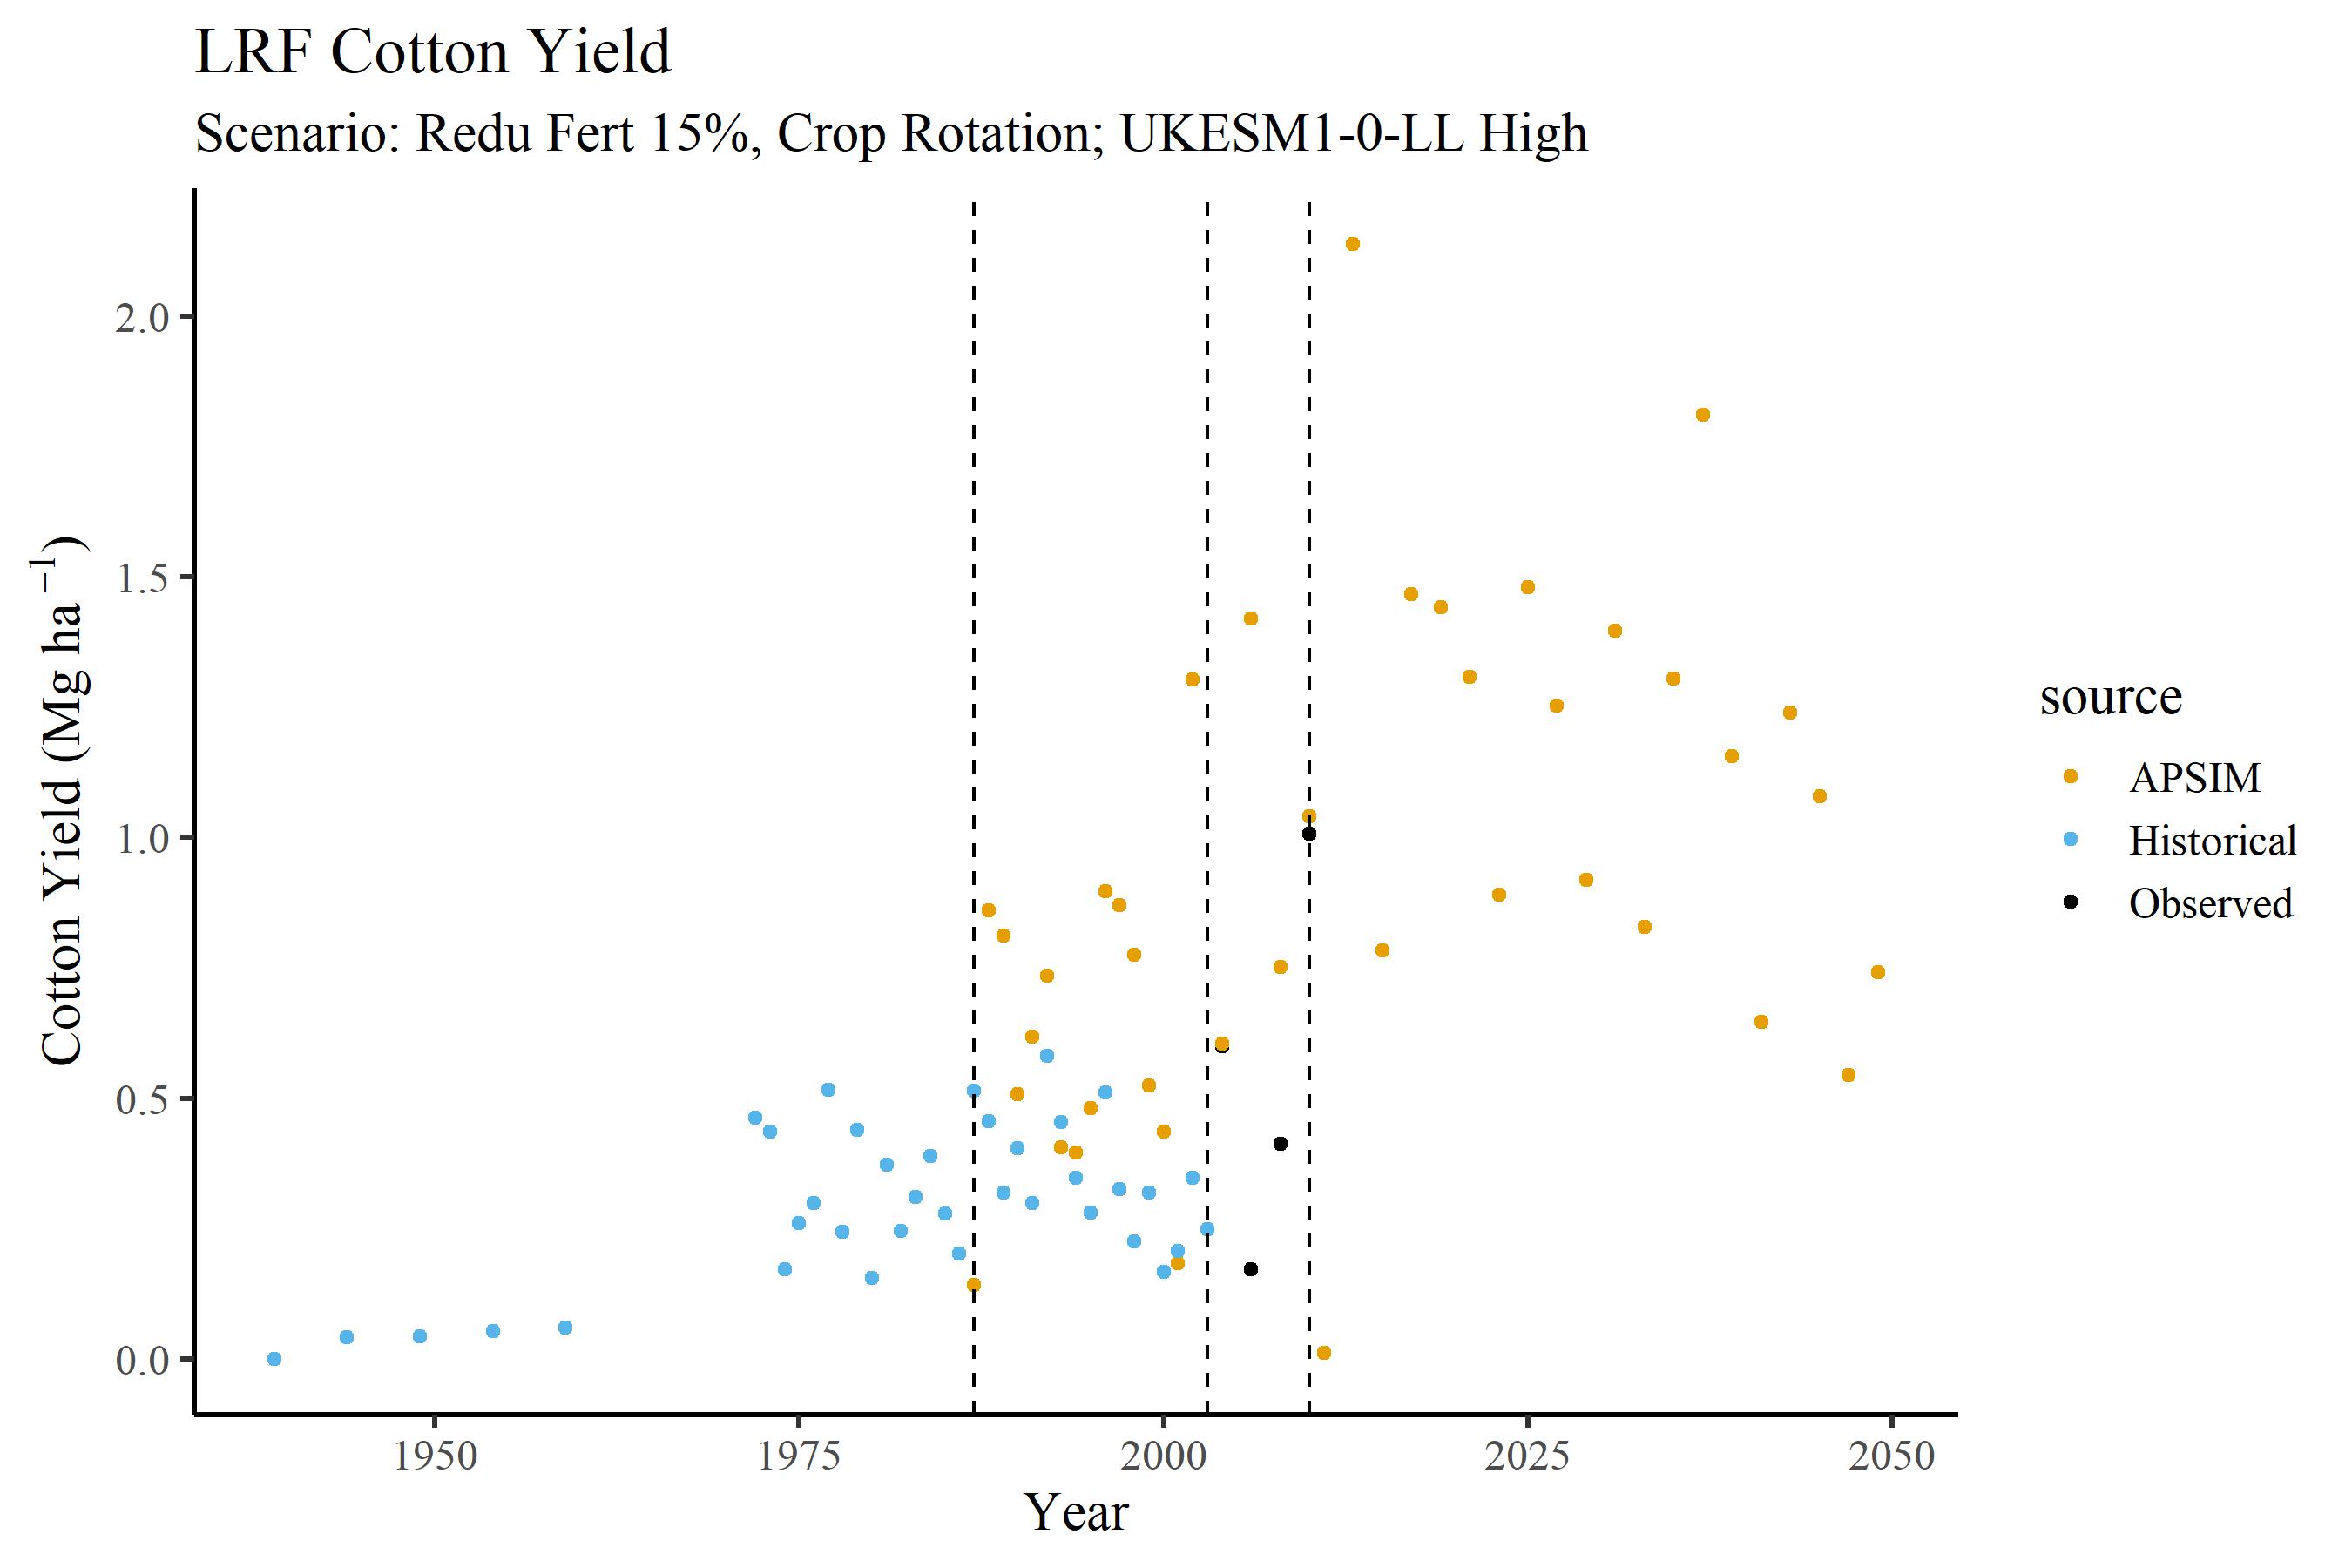 LRF Cotton Yield
Scenario: Redu Fert 15%, Crop Rotation; UKESM1-0-LL High
Cotton Yield (Mg ha⁻¹)
2.0
1.5
1.0
0.5
0.0
1950 1975 2000 2025 2050
Year
source
APSIM
Historical
Observed